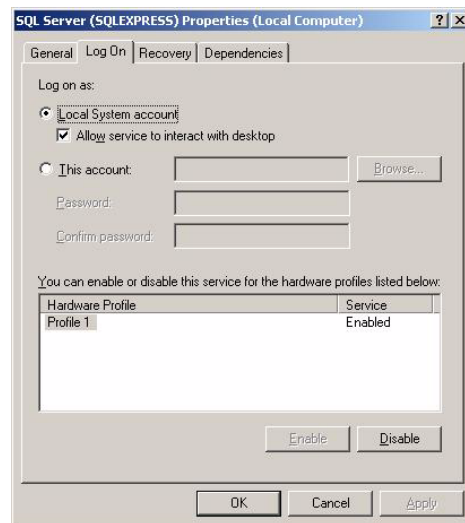 SQL Server (SQLEXPRESS) Properties (Local Computer)
General Log On Recovery Dependencies
Log on as:
Local System account
Allow service to interact with desktop
This account: Browse...
Password:
Confirm password:
You can enable or disable this service for the hardware profiles listed below:
Hardware Profile Service
Profile 1 Enabled
Enable Disable
OK Cancel Apply